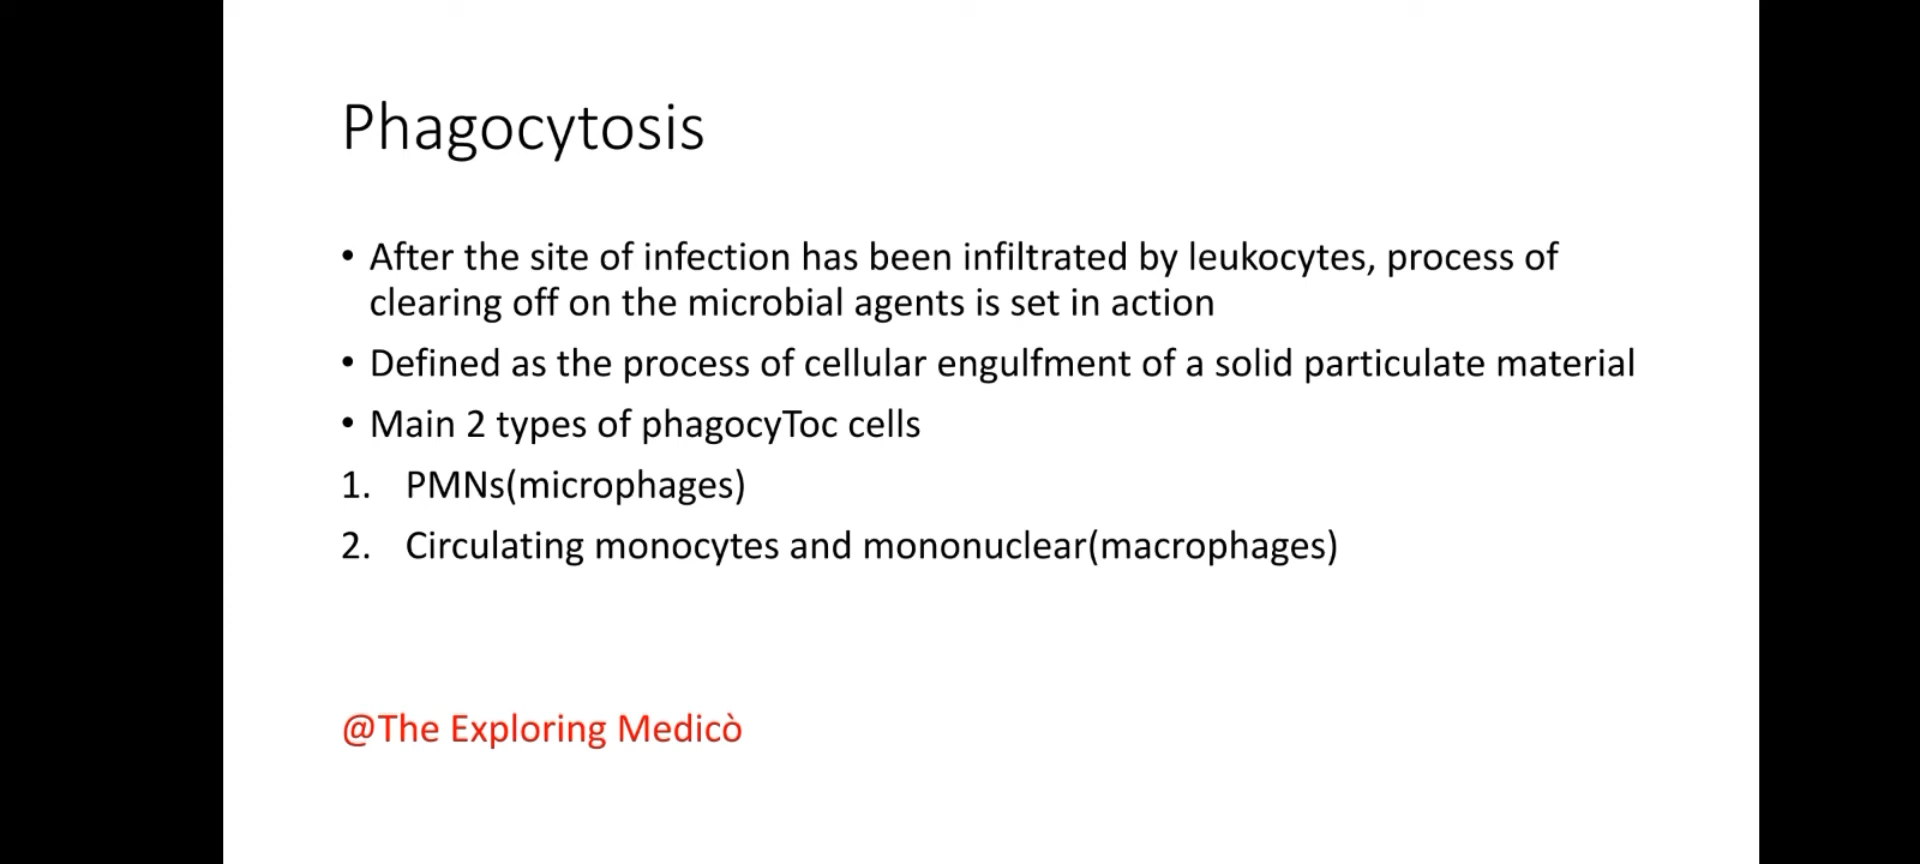 Phagocytosis
• After the site of infection has been infiltrated by leukocytes, process of
clearing off on the microbial agents is set in action
• Defined as the process of cellular engulfment of a solid particulate material
• Main 2 types of phagocyToc cells
1. PMNs(microphages)
2. Circulating monocytes and mononuclear(macrophages)
@The Exploring Medicò